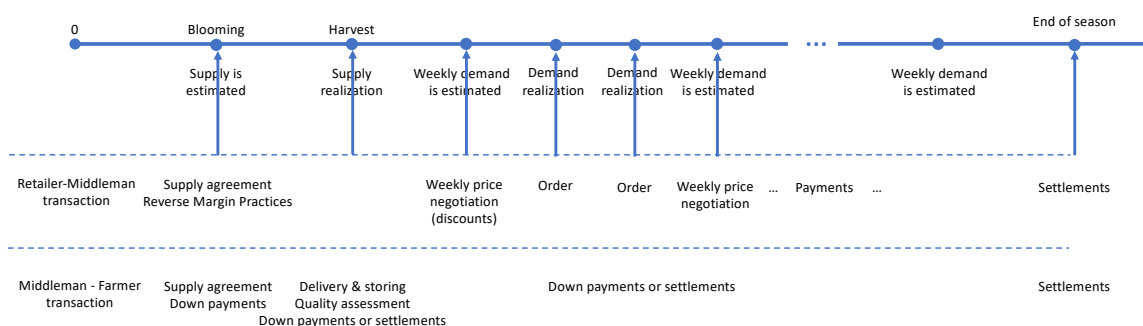 0
Blooming
Harvest
End of season
Supply is
estimated
Supply
realization
Weekly demand
is estimated
Demand
realization
Demand
realization
Weekly demand
is estimated
...
Weekly demand
is estimated
Retailer-Middleman
transaction
Supply agreement
Reverse Margin Practices
Weekly price
negotiation
(discounts)
Order
Order
Weekly price
negotiation
...
Payments
...
Settlements
Middleman - Farmer
transaction
Supply agreement
Down payments
Delivery & storing
Quality assessment
Down payments or settlements
Down payments or settlements
Settlements